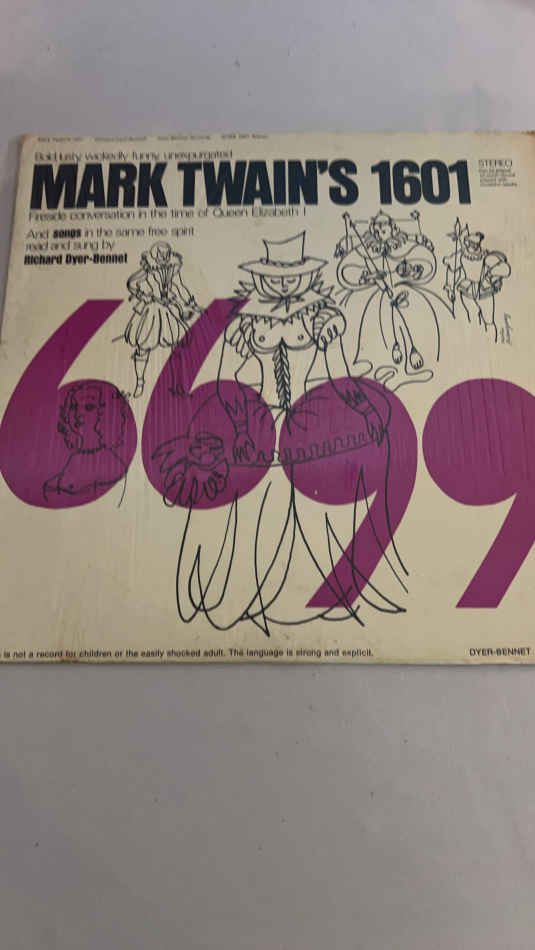 Bold, lusty, wickedly funny, unexpurgated
MARK TWAIN'S 1601
STEREO
Fireside conversation in the time of Queen Elizabeth I
And songs in the same free spirit
read and sung by
Richard Dyer-Bennet
is not a record for children or the easily shocked adult. The language is strong and explicit.
DYER-BENNET